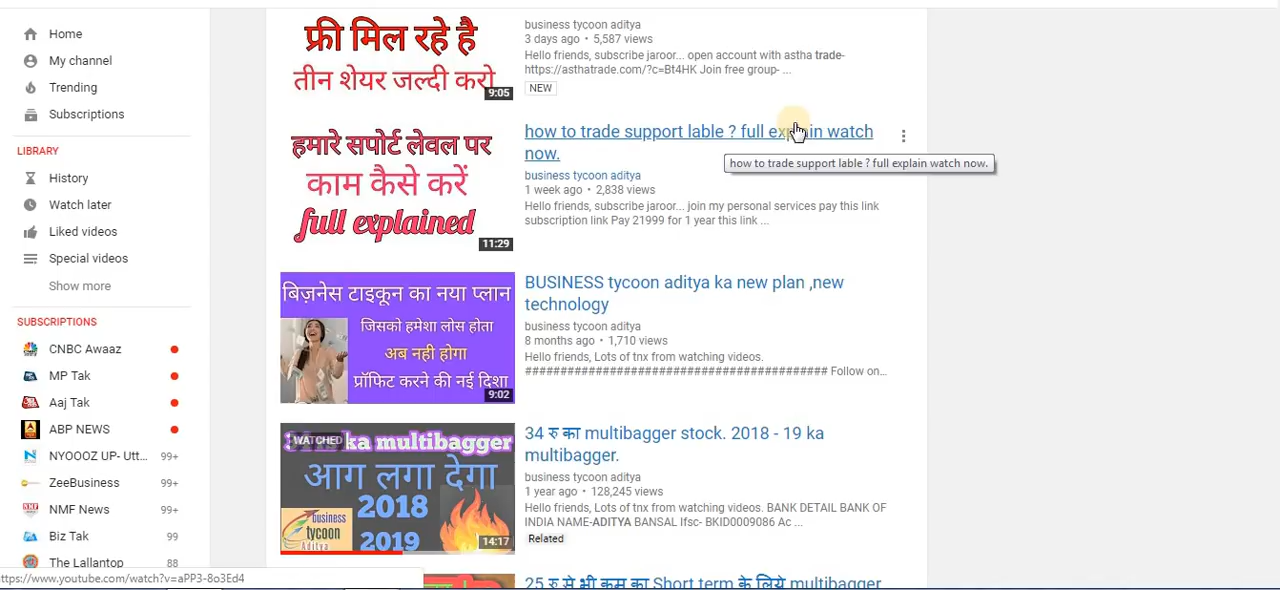 Home
My channel
Trending
Subscriptions
LIBRARY
History
Watch later
Liked videos
Special videos
Show more
SUBSCRIPTIONS
CNBC Awaaz
MP Tak
Aaj Tak
ABP NEWS
NYOOOZ UP- Utt... 99+
ZeeBusiness 99+
NMF News 99+
Biz Tak 99
The Lallantop 88
https://www.youtube.com/watch?v=aPP3-8o3Ed4
फ्री मिल रहे है
तीन शेयर जल्दी करो
9:05
business tycoon aditya
3 days ago • 5,587 views
Hello friends, subscribe jaroor... open account with astha trade-
https://asthatrade.com/?c=Bt4HK Join free group- ...
NEW
हमारे सपोर्ट लेवल पर
काम कैसे करें
full explained
11:29
how to trade support lable ? full explain watch
now.
how to trade support lable ? full explain watch now.
business tycoon aditya
1 week ago • 2,838 views
Hello friends, subscribe jaroor... join my personal services pay this link
subscription link Pay 21999 for 1 year this link ...
बिज़नेस टाइकून का नया प्लान
जिसको हमेशा लोस होता
अब नही होगा
प्रॉफिट करने की नई दिशा
9:02
BUSINESS tycoon aditya ka new plan ,new
technology
business tycoon aditya
8 months ago • 1,710 views
Hello friends, Lots of tnx from watching videos.
########################################### Follow on...
WATCHED
ka multibagger
आग लगा देगा
2018
2019
business
tycoon
Aditya
14:17
34 रु का multibagger stock. 2018 - 19 ka
multibagger.
business tycoon aditya
1 year ago • 128,245 views
Hello friends, Lots of tnx from watching videos. BANK DETAIL BANK OF
INDIA NAME-ADITYA BANSAL Ifsc- BKID0009086 Ac ...
Related
25 रु से भी कम का Short term के लिये multibagger